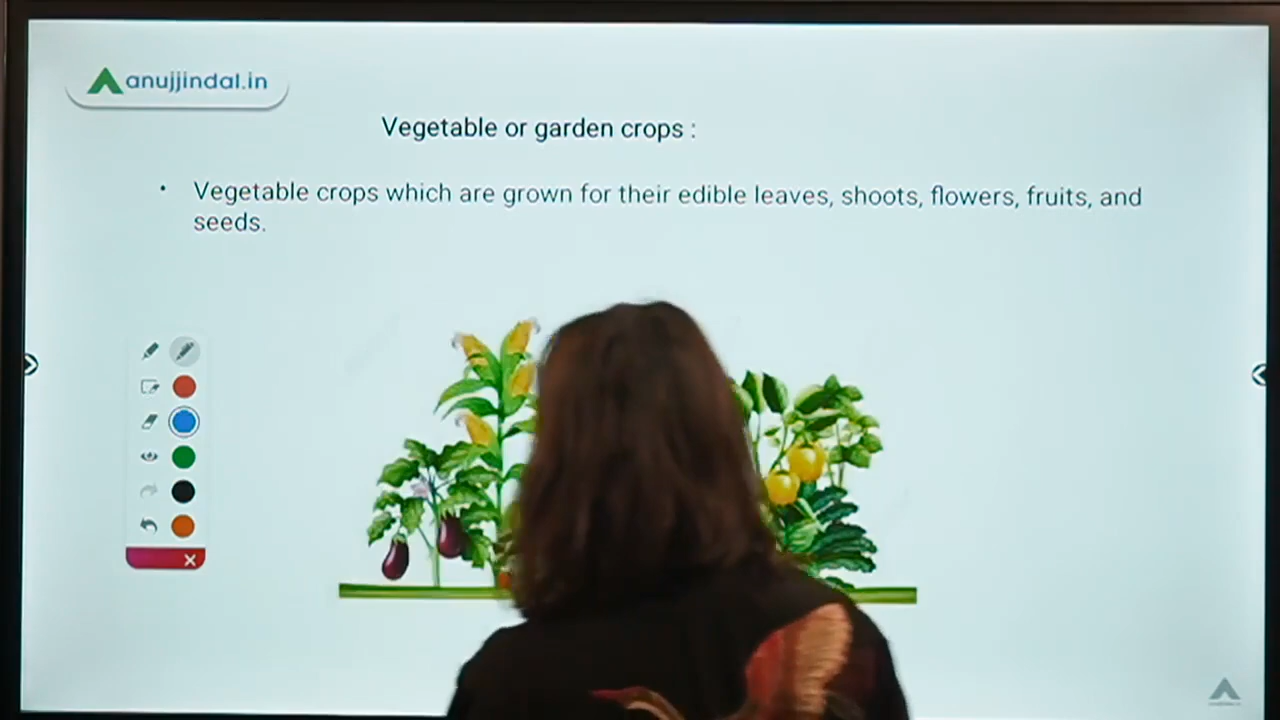 anujjindal.in
Vegetable or garden crops :
• Vegetable crops which are grown for their edible leaves, shoots, flowers, fruits, and
seeds.